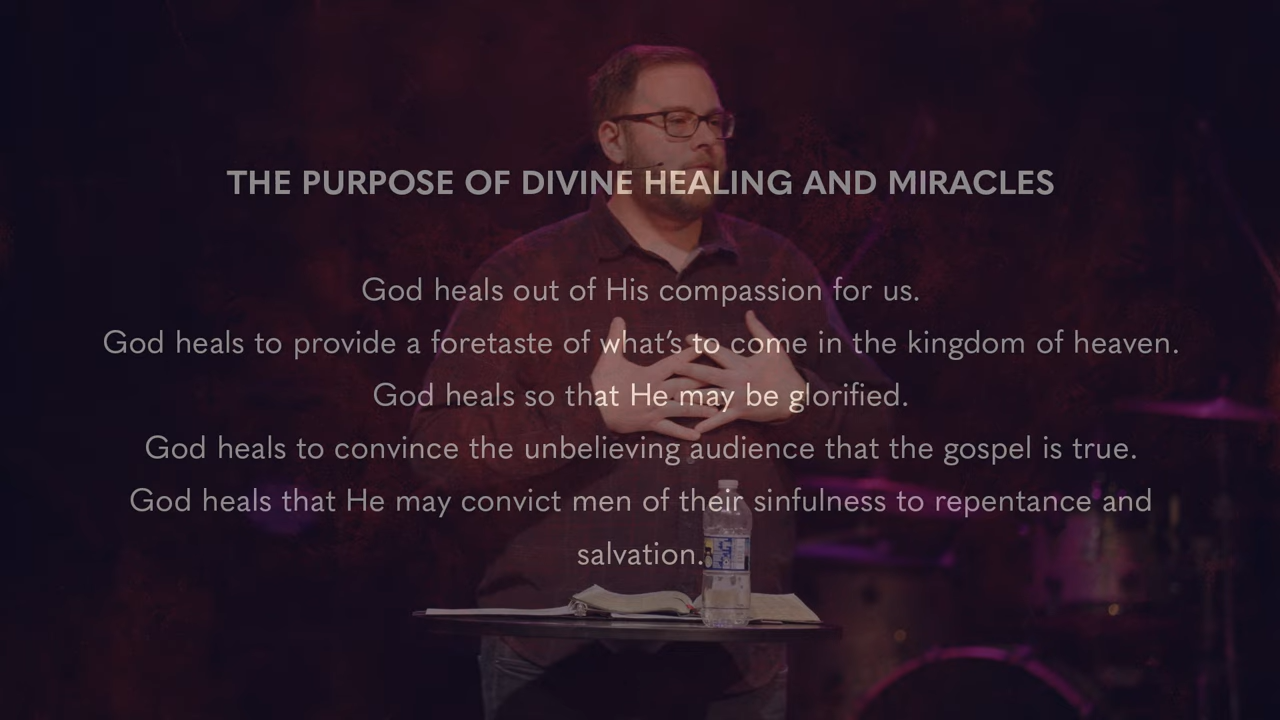 THE PURPOSE OF DIVINE HEALING AND MIRACLES
God heals out of His compassion for us.
God heals to provide a foretaste of what's to come in the kingdom of heaven.
God heals so that He may be glorified.
God heals to convince the unbelieving audience that the gospel is true.
God heals that He may convict men of their sinfulness to repentance and
salvation.